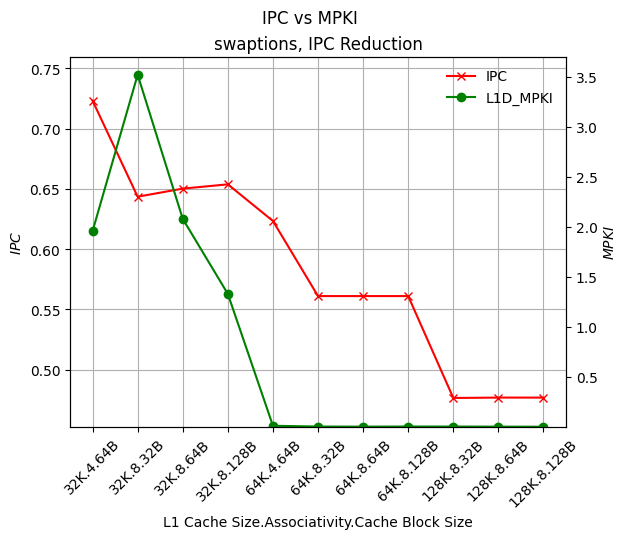 IPC vs MPKI
swaptions, IPC Reduction
IPC
L1D_MPKI
0.75
0.70
0.65
0.60
0.55
0.50
IPC
3.5
3.0
2.5
2.0
1.5
1.0
0.5
MPKI
32K.4.64B
32K.8.32B
32K.8.64B
32K.8.128B
64K.4.64B
64K.8.32B
64K.8.64B
64K.8.128B
128K.8.32B
128K.8.64B
128K.8.128B
L1 Cache Size.Associativity.Cache Block Size